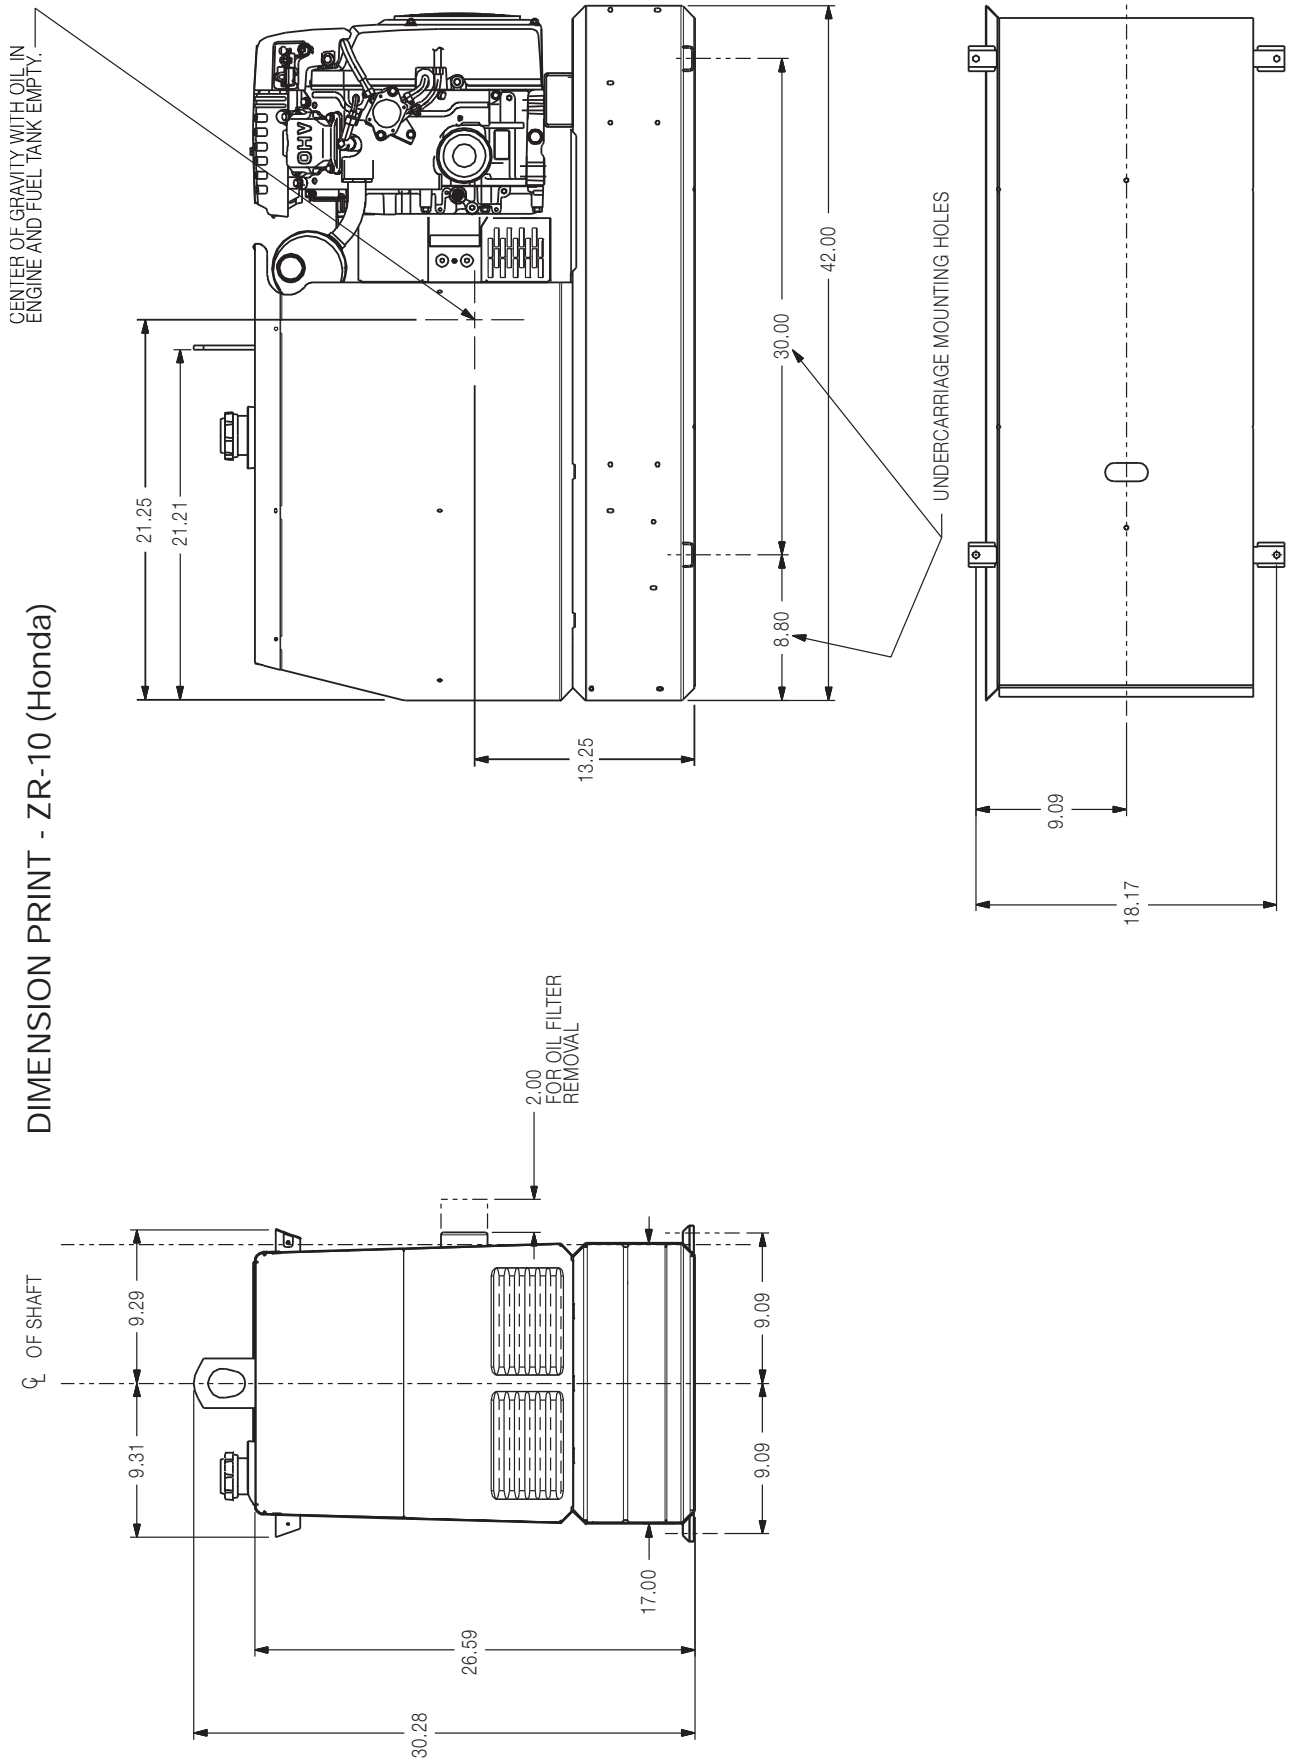 DIMENSION PRINT - ZR-10 (Honda)
CENTER OF GRAVITY WITH OIL IN
ENGINE AND FUEL TANK EMPTY.
℄ OF SHAFT
9.31
9.29
30.28
26.59
17.00
9.09
9.09
2.00
FOR OIL FILTER
REMOVAL
21.25
21.21
OHV
13.25
8.80
30.00
42.00
UNDERCARRIAGE MOUNTING HOLES
9.09
18.17